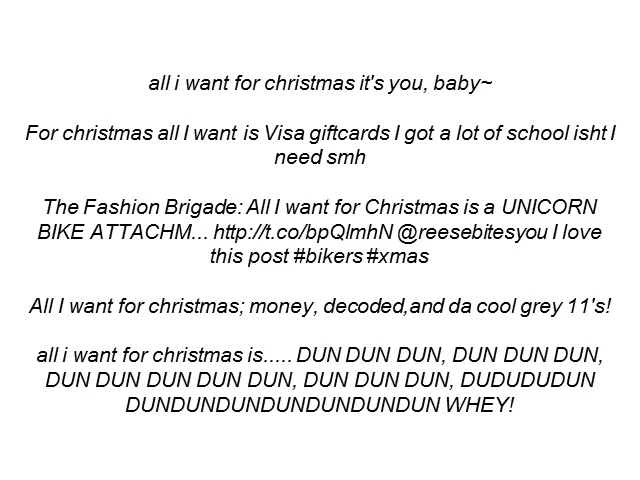 all i want for christmas it's you, baby~
For christmas all I want is Visa giftcards I got a lot of school isht I
need smh
The Fashion Brigade: All I want for Christmas is a UNICORN
BIKE ATTACHM... http://t.co/bpQlmhN @reesebitesyou I love
this post #bikers #xmas
All I want for christmas; money, decoded,and da cool grey 11's!
all i want for christmas is..... DUN DUN DUN, DUN DUN DUN,
DUN DUN DUN DUN DUN, DUN DUN DUN, DUDUDUDUN
DUNDUNDUNDUNDUNDUNDUN WHEY!